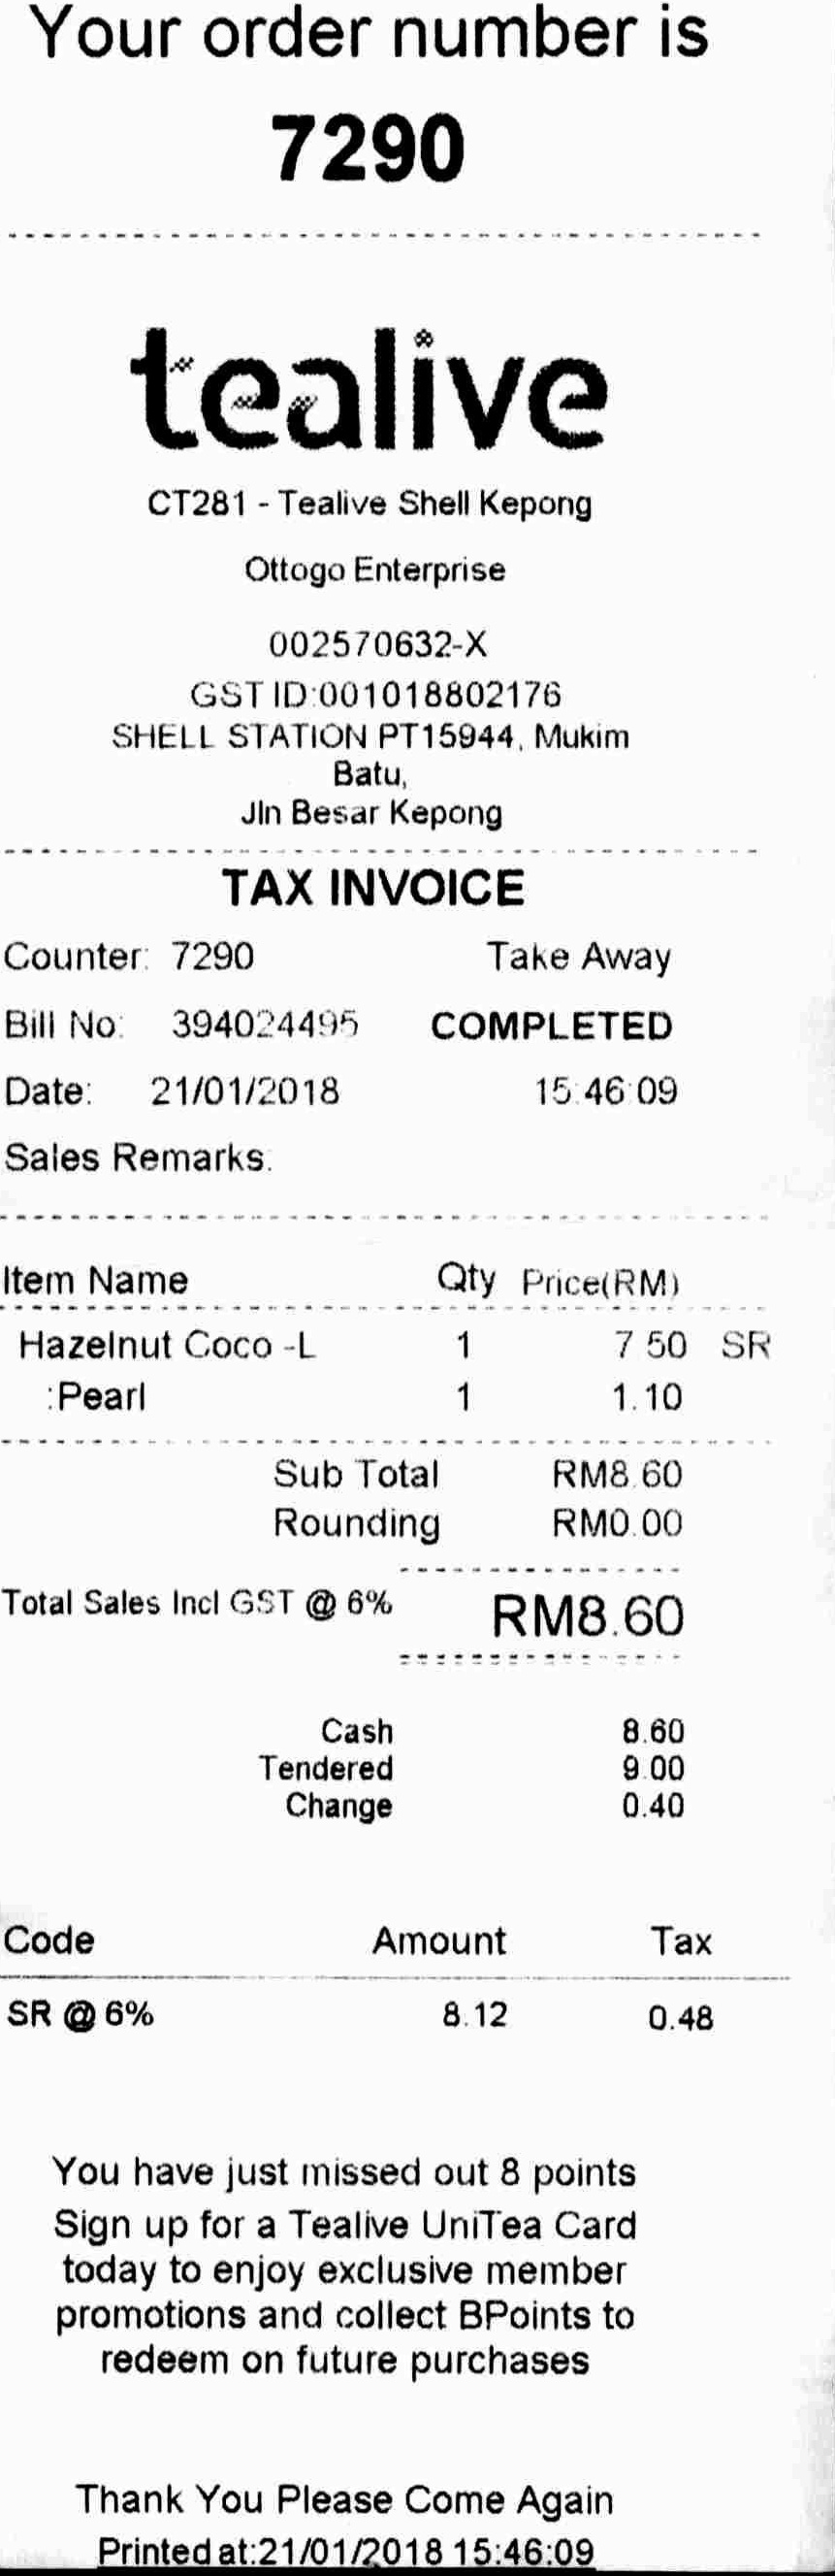 Your order number is
7290
tealive
CT281 - Tealive Shell Kepong
Ottogo Enterprise
002570632-X
GST ID:001018802176
SHELL STATION PT15944, Mukim
Batu,
Jln Besar Kepong
TAX INVOICE
Counter: 7290 Take Away
Bill No: 394024495 COMPLETED
Date: 21/01/2018 15:46:09
Sales Remarks:
Item Name Qty Price(RM)
Hazelnut Coco -L 1 7.50 SR
:Pearl 1 1.10
Sub Total RM8.60
Rounding RM0.00
Total Sales Incl GST @ 6% RM8.60
Cash 8.60
Tendered 9.00
Change 0.40
Code Amount Tax
SR @ 6% 8.12 0.48
You have just missed out 8 points
Sign up for a Tealive UniTea Card
today to enjoy exclusive member
promotions and collect BPoints to
redeem on future purchases
Thank You Please Come Again
Printed at:21/01/2018 15:46:09